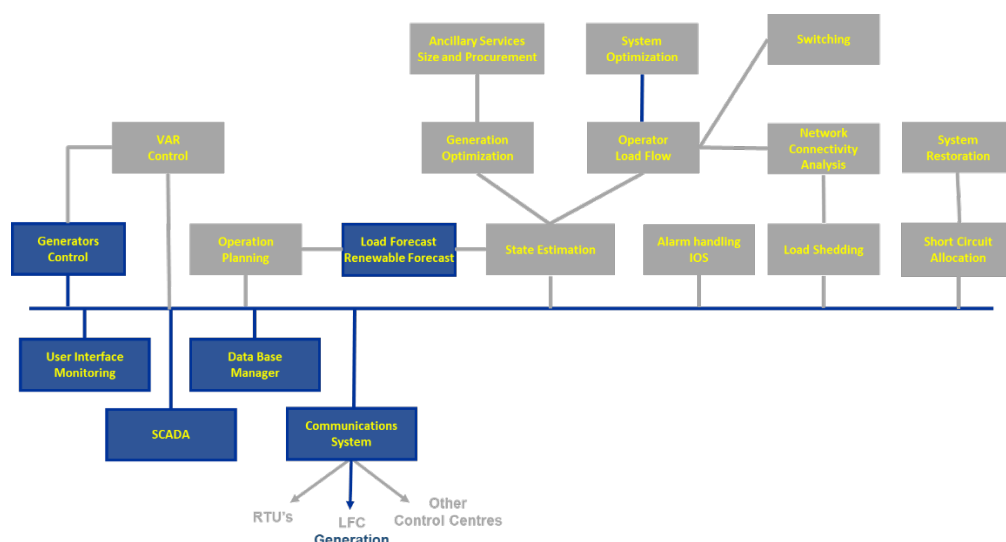 Ancillary Services
Size and Procurement
System
Optimization
Switching
VAR
Control
Generation
Optimization
Operator
Load Flow
Network
Connectivity
Analysis
System
Restoration
Generators
Control
Operation
Planning
Load Forecast
Renewable Forecast
State Estimation
Alarm handling
IOS
Load Shedding
Short Circuit
Allocation
User Interface
Monitoring
Data Base
Manager
SCADA
Communications
System
RTU's
LFC
Generation
Other
Control Centres